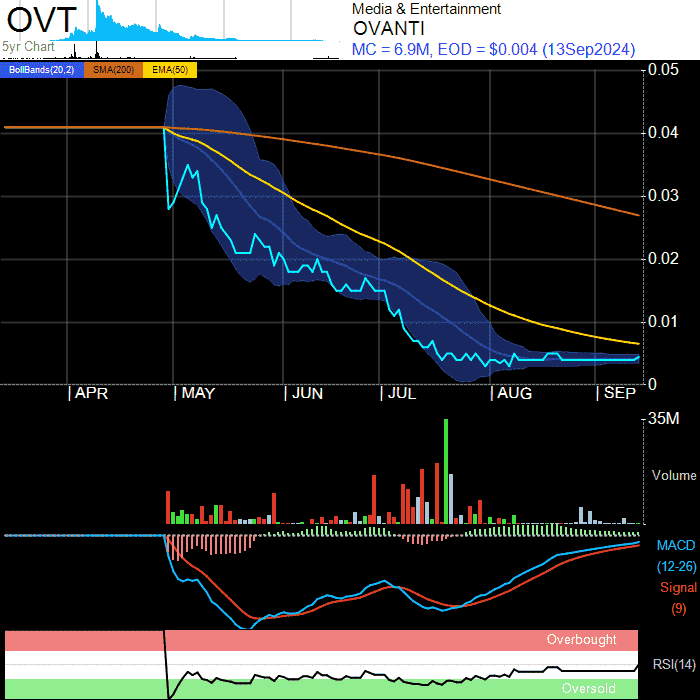 OVT
5yr Chart
Media & Entertainment
OVANTI
MC = 6.9M, EOD = $0.004 (13Sep2024)
BollBands(20,2) SMA(200) EMA(50)
0.05
0.04
0.03
0.02
0.01
0
APR MAY JUN JUL AUG SEP
35M
Volume
MACD
(12-26)
Signal
(9)
Overbought
RSI(14)
Oversold